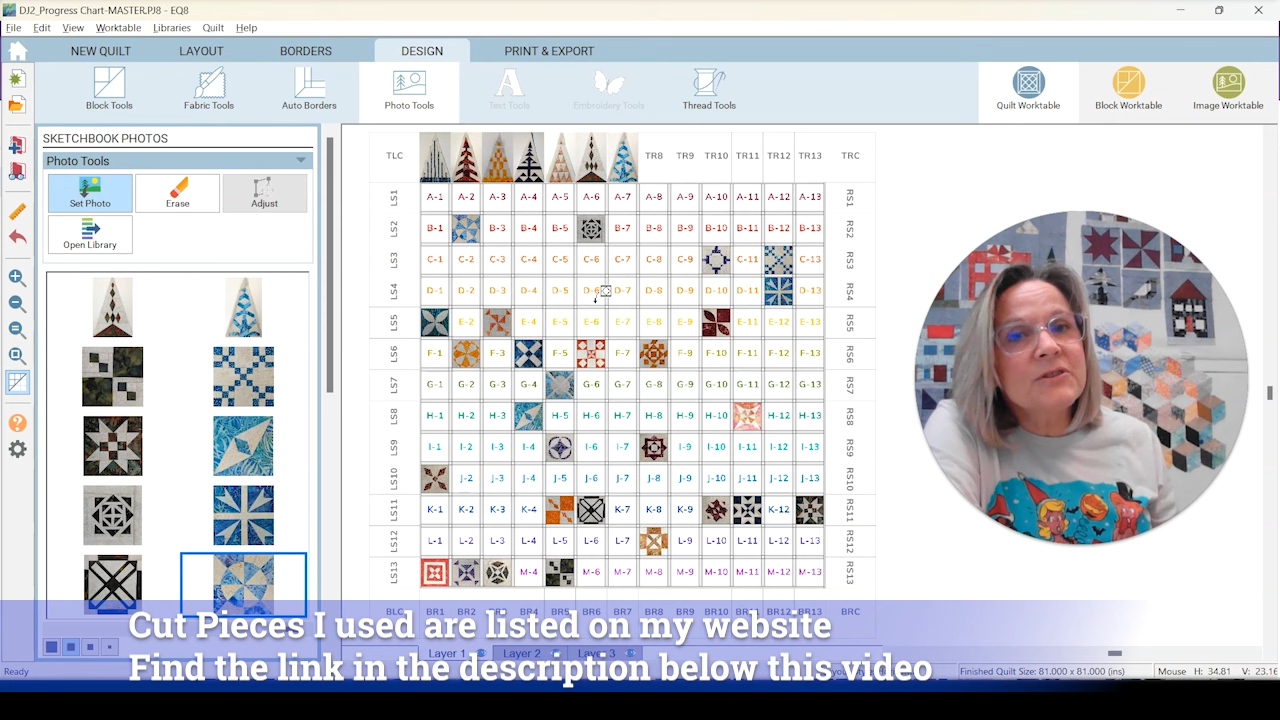 DJ2_Progress Chart-MASTER.PJ8 - EQ8
File Edit View Worktable Libraries Quilt Help
NEW QUILT LAYOUT BORDERS DESIGN PRINT & EXPORT
Block Tools Fabric Tools Auto Borders Photo Tools Text Tools Embroidery Tools Thread Tools Quilt Worktable Block Worktable Image Worktable
SKETCHBOOK PHOTOS
Photo Tools
Set Photo Erase Adjust
Open Library
TLC TR8 TR9 TR10 TR11 TR12 TR13 TRC
LS1 A-1 A-2 A-3 A-4 A-5 A-6 A-7 A-8 A-9 A-10 A-11 A-12 A-13 RS1
LS2 B-1 B-3 B-4 B-5 B-7 B-8 B-9 B-10 B-11 B-12 B-13 RS2
LS3 C-1 C-2 C-3 C-4 C-5 C-6 C-7 C-8 C-9 C-11 C-13 RS3
LS4 D-1 D-2 D-3 D-4 D-5 D-6 D-7 D-8 D-9 D-10 D-11 D-13 RS4
LS5 E-2 E-4 E-5 E-6 E-7 E-8 E-9 E-11 E-12 E-13 RS5
LS6 F-1 F-3 F-5 F-7 F-9 F-10 F-11 F-12 F-13 RS6
LS7 G-1 G-2 G-3 G-4 G-6 G-7 G-8 G-9 G-10 G-11 G-12 G-13 RS7
LS8 H-1 H-2 H-3 H-5 H-6 H-7 H-8 H-9 H-10 H-12 H-13 RS8
LS9 I-1 I-2 I-3 I-4 I-6 I-7 I-9 I-10 I-11 I-12 I-13 RS9
LS10 J-2 J-3 J-4 J-5 J-6 J-7 J-8 J-9 J-10 J-11 J-12 J-13 RS10
LS11 K-1 K-2 K-3 K-4 K-7 K-8 K-9 K-12 RS11
LS12 L-1 L-2 L-3 L-4 L-5 L-6 L-7 L-9 L-10 L-11 L-12 L-13 RS12
LS13 M-4 M-6 M-7 M-8 M-9 M-10 M-11 M-12 M-13 RS13
BLC BR1 BR2 BR3 BR4 BR5 BR6 BR7 BR8 BR9 BR10 BR11 BR12 BR13 BRC
Cut Pieces I used are listed on my website
Layer 1 Layer 2 Layer 3
Find the link in the description below this video
Ready Finished Quilt Size: 81.000 x 81.000 (ins) Mouse H: 34.81 V: 23.16